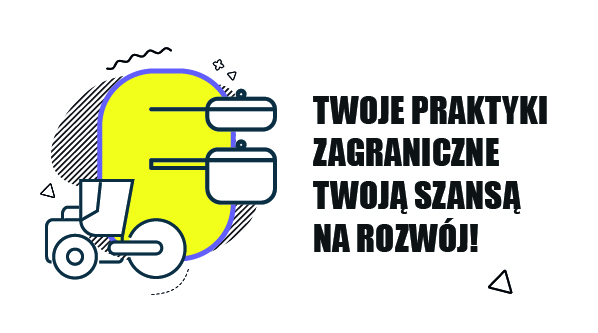 TWOJE PRAKTYKI
ZAGRANICZNE
TWOJĄ SZANSĄ
NA ROZWÓJ!